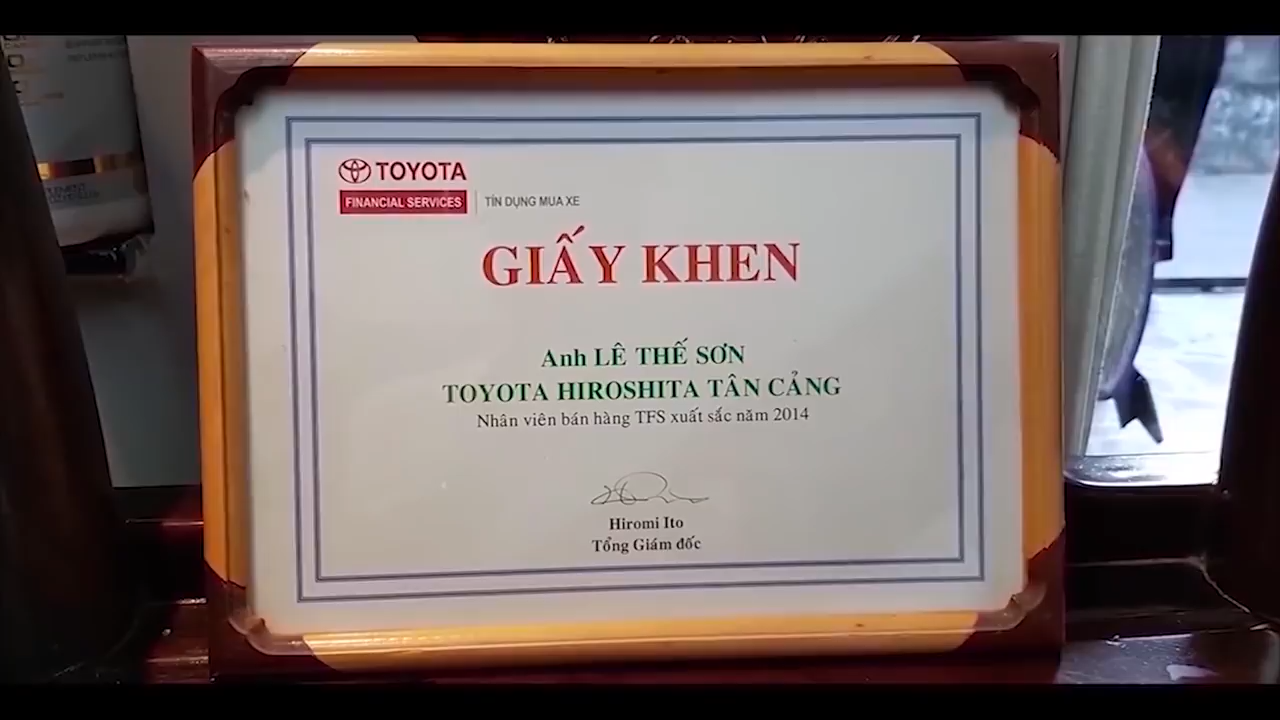 TOYOTA
FINANCIAL SERVICES
TÍN DỤNG MUA XE
GIẤY KHEN
Anh LÊ THẾ SƠN
TOYOTA HIROSHITA TÂN CẢNG
Nhân viên bán hàng TFS xuất sắc năm 2014
Hiromi Ito
Tổng Giám đốc